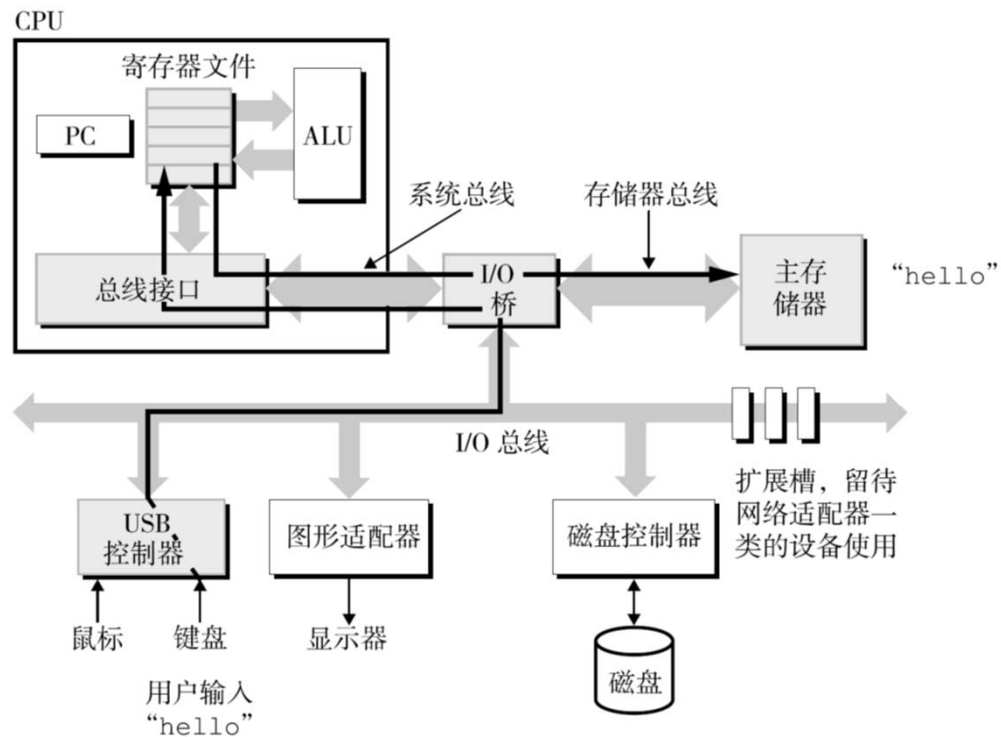 CPU
寄存器文件
PC
ALU
系统总线
存储器总线
总线接口
I/O
桥
主存
储器
“hello”
I/O 总线
扩展槽，留待
网络适配器一
类的设备使用
USB
控制器
图形适配器
磁盘控制器
鼠标
键盘
显示器
磁盘
用户输入
“hello”